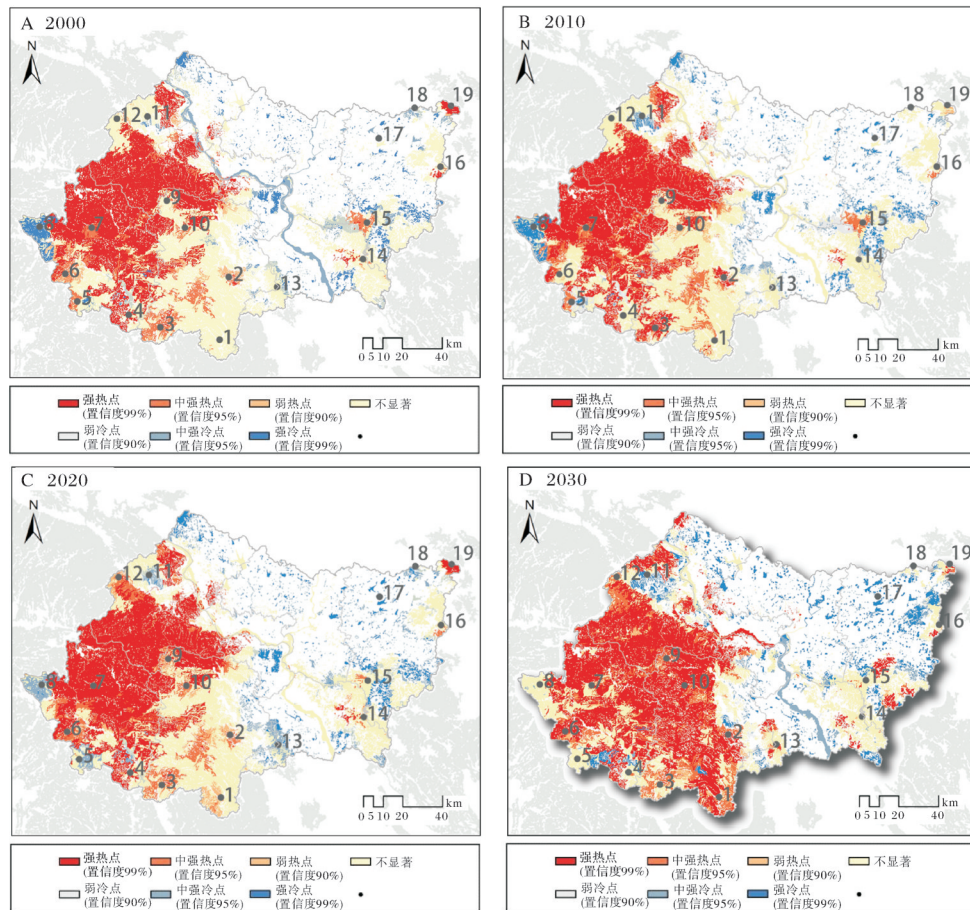 A 2000
N
12
11
18
19
17
16
9
8
7
10
15
14
6
2
13
5
4
3
1
km
0 5 10 20 40
强热点
(置信度99%)
中强热点
(置信度95%)
弱热点
(置信度90%)
不显著
弱冷点
(置信度90%)
中强冷点
(置信度95%)
强冷点
(置信度99%)
B 2010
N
12
11
18
19
17
16
9
8
7
10
15
14
6
2
13
5
4
3
1
km
0 5 10 20 40
强热点
(置信度99%)
中强热点
(置信度95%)
弱热点
(置信度90%)
不显著
弱冷点
(置信度90%)
中强冷点
(置信度95%)
强冷点
(置信度99%)
C 2020
N
12
11
18
19
17
16
9
8
7
10
15
14
6
2
13
5
4
3
1
km
0 5 10 20 40
强热点
(置信度99%)
中强热点
(置信度95%)
弱热点
(置信度90%)
不显著
弱冷点
(置信度90%)
中强冷点
(置信度95%)
强冷点
(置信度99%)
D 2030
N
12
11
18
19
17
16
9
8
7
10
15
14
6
2
13
5
4
3
1
km
0 5 10 20 40
强热点
(置信度99%)
中强热点
(置信度95%)
弱热点
(置信度90%)
不显著
弱冷点
(置信度90%)
中强冷点
(置信度95%)
强冷点
(置信度99%)